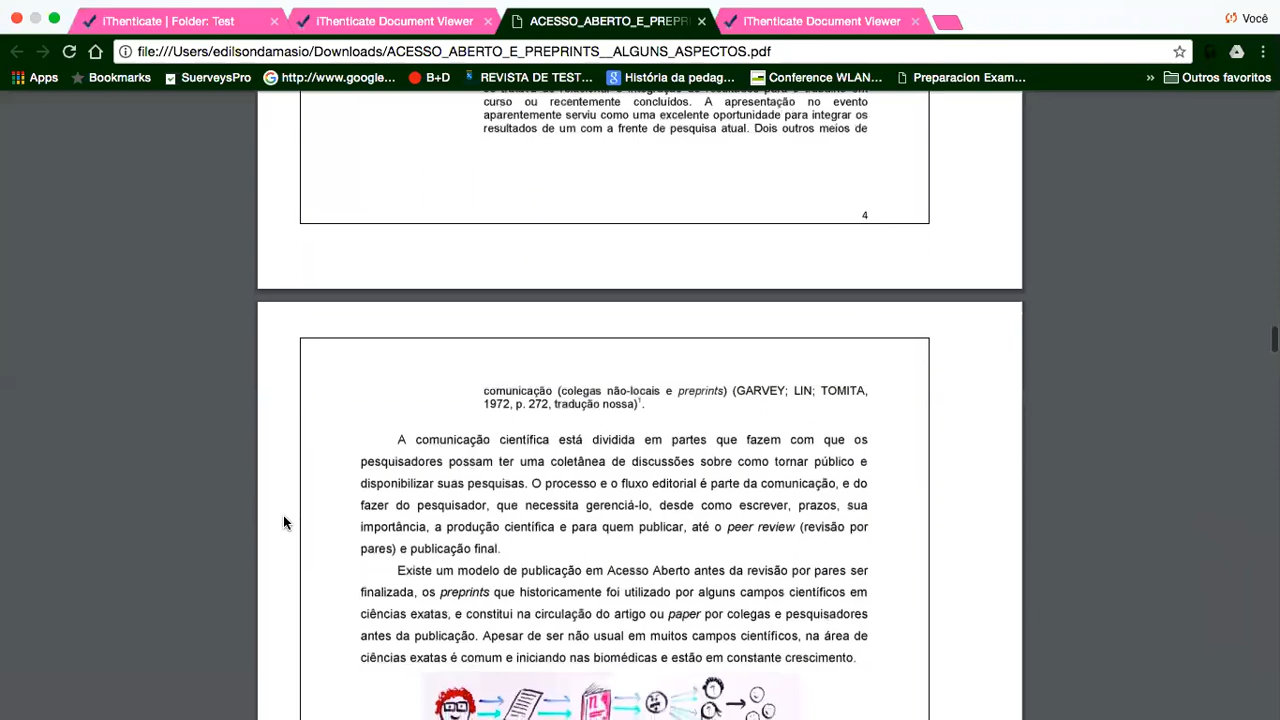 iThenticate | Folder: Test
iThenticate Document Viewer
ACESSO_ABERTO_E_PREPR
iThenticate Document Viewer
Você
file:///Users/edilsondamasio/Downloads/ACESSO_ABERTO_E_PREPRINTS__ALGUNS_ASPECTOS.pdf
Apps Bookmarks SuerveysPro http://www.google... B+D REVISTA DE TEST... História da pedag... Conference WLAN... Preparacion Exam... » Outros favoritos
curso ou recentemente concluídos. A apresentação no evento
aparentemente serviu como uma excelente oportunidade para integrar os
resultados de um com a frente de pesquisa atual. Dois outros meios de
4
comunicação (colegas não-locais e preprints) (GARVEY; LIN; TOMITA,
1972, p. 272, tradução nossa)¹.
A comunicação científica está dividida em partes que fazem com que os
pesquisadores possam ter uma coletânea de discussões sobre como tornar público e
disponibilizar suas pesquisas. O processo e o fluxo editorial é parte da comunicação, e do
fazer do pesquisador, que necessita gerenciá-lo, desde como escrever, prazos, sua
importância, a produção científica e para quem publicar, até o peer review (revisão por
pares) e publicação final.
Existe um modelo de publicação em Acesso Aberto antes da revisão por pares ser
finalizada, os preprints que historicamente foi utilizado por alguns campos científicos em
ciências exatas, e constitui na circulação do artigo ou paper por colegas e pesquisadores
antes da publicação. Apesar de ser não usual em muitos campos científicos, na área de
ciências exatas é comum e iniciando nas biomédicas e estão em constante crescimento.